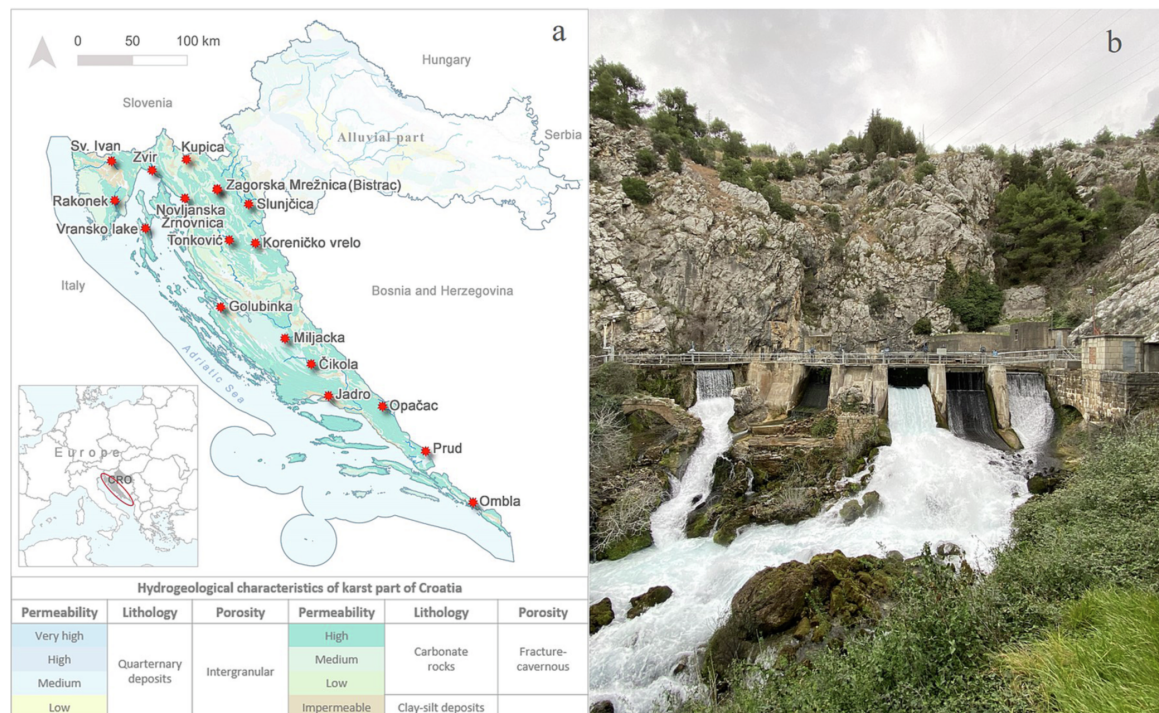 a
0 50 100 km
Hungary
Slovenia
Serbia
Alluvial part
Sv. Ivan
Zvir
Kupica
Zagorska Mrežnica (Bistrac)
Rakonek
Slunjčica
Novljanska
Žrnovnica
Vransko lake
Tonković
Koreničko vrelo
Italy
Bosnia and Herzegovina
Golubinka
Miljacka
Adriatic Sea
Čikola
Jadro
Opačac
Europe
CRO
Prud
Ombla
Hydrogeological characteristics of karst part of Croatia
Permeability Lithology Porosity Permeability Lithology Porosity
Very high
High
Medium
Low
Quarternary
deposits
Intergranular
High
Medium
Low
Impermeable
Carbonate
rocks
Clay-silt deposits
Fracture-
cavernous
b